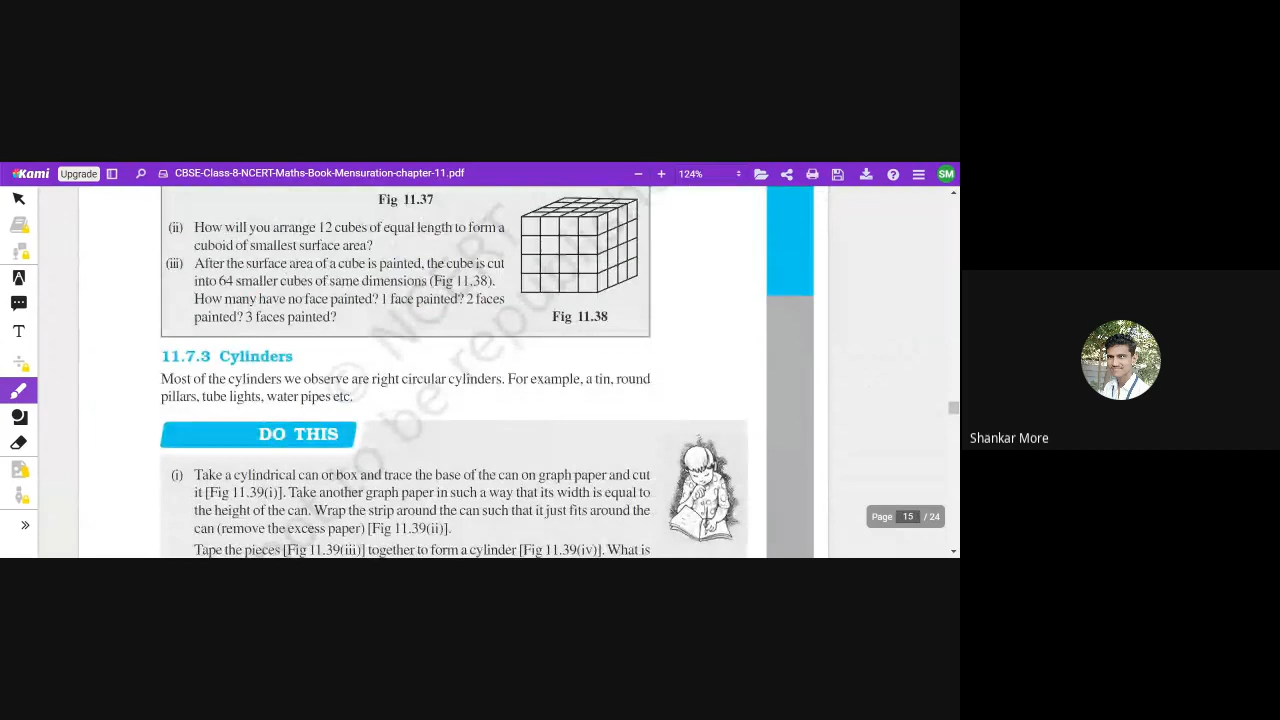 Kami
Upgrade
CBSE-Class-8-NCERT-Maths-Book-Mensuration-chapter-11.pdf
124%
SM
Fig 11.37
(ii) How will you arrange 12 cubes of equal length to form a
cuboid of smallest surface area?
(iii) After the surface area of a cube is painted, the cube is cut
into 64 smaller cubes of same dimensions (Fig 11.38).
How many have no face painted? 1 face painted? 2 faces
painted? 3 faces painted?
Fig 11.38
11.7.3 Cylinders
Most of the cylinders we observe are right circular cylinders. For example, a tin, round
pillars, tube lights, water pipes etc.
DO THIS
(i) Take a cylindrical can or box and trace the base of the can on graph paper and cut
it [Fig 11.39(i)]. Take another graph paper in such a way that its width is equal to
the height of the can. Wrap the strip around the can such that it just fits around the
can (remove the excess paper) [Fig 11.39(ii)].
Tape the pieces [Fig 11.39(iii)] together to form a cylinder [Fig 11.39(iv)]. What is
Page 15 / 24
© NCERT
not to be republished
Shankar More